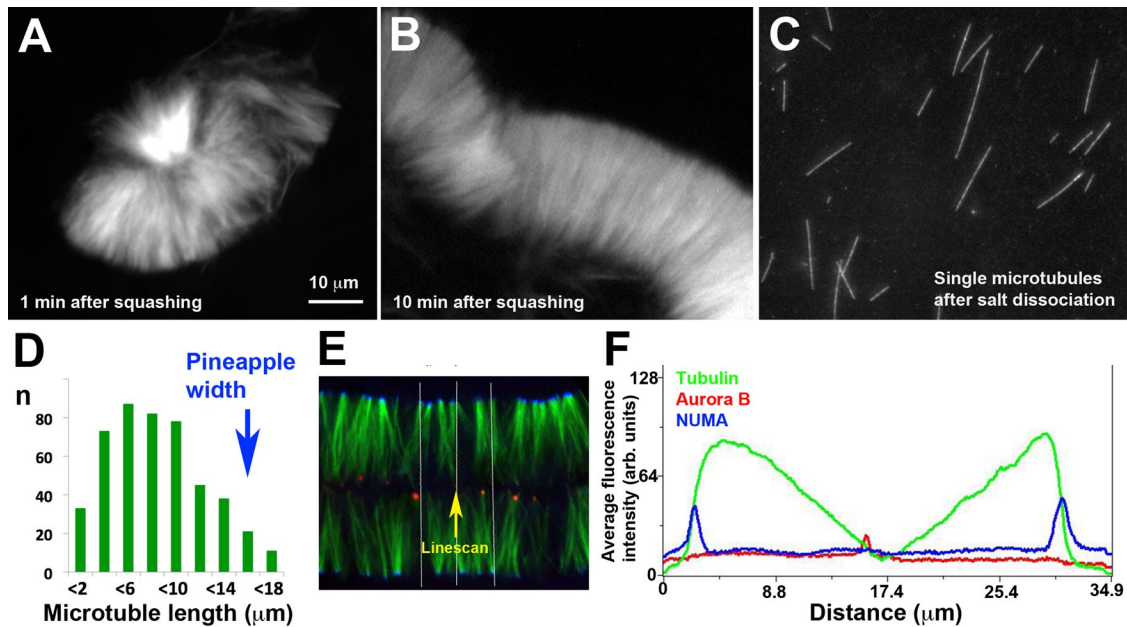 A
1 min after squashing
10 μm
B
10 min after squashing
C
Single microtubules
after salt dissociation
D
Pineapple
width
n
80
60
40
20
0
<2 <6 <10 <14 <18
Microtuble length (μm)
E
Linescan
F
Tubulin
Aurora B
NUMA
Average fluorescence
intensity (arb. units)
128
64
0
0 8.8 17.4 25.4 34.9
Distance (μm)